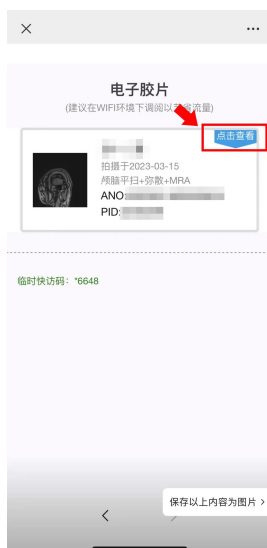 电子胶片
(建议在WIFI环境下调阅以节省流量)
点击查看
拍摄于2023-03-15
颅脑平扫+弥散+MRA
ANO:
PID:
临时快访码：*6648
保存以上内容为图片 >